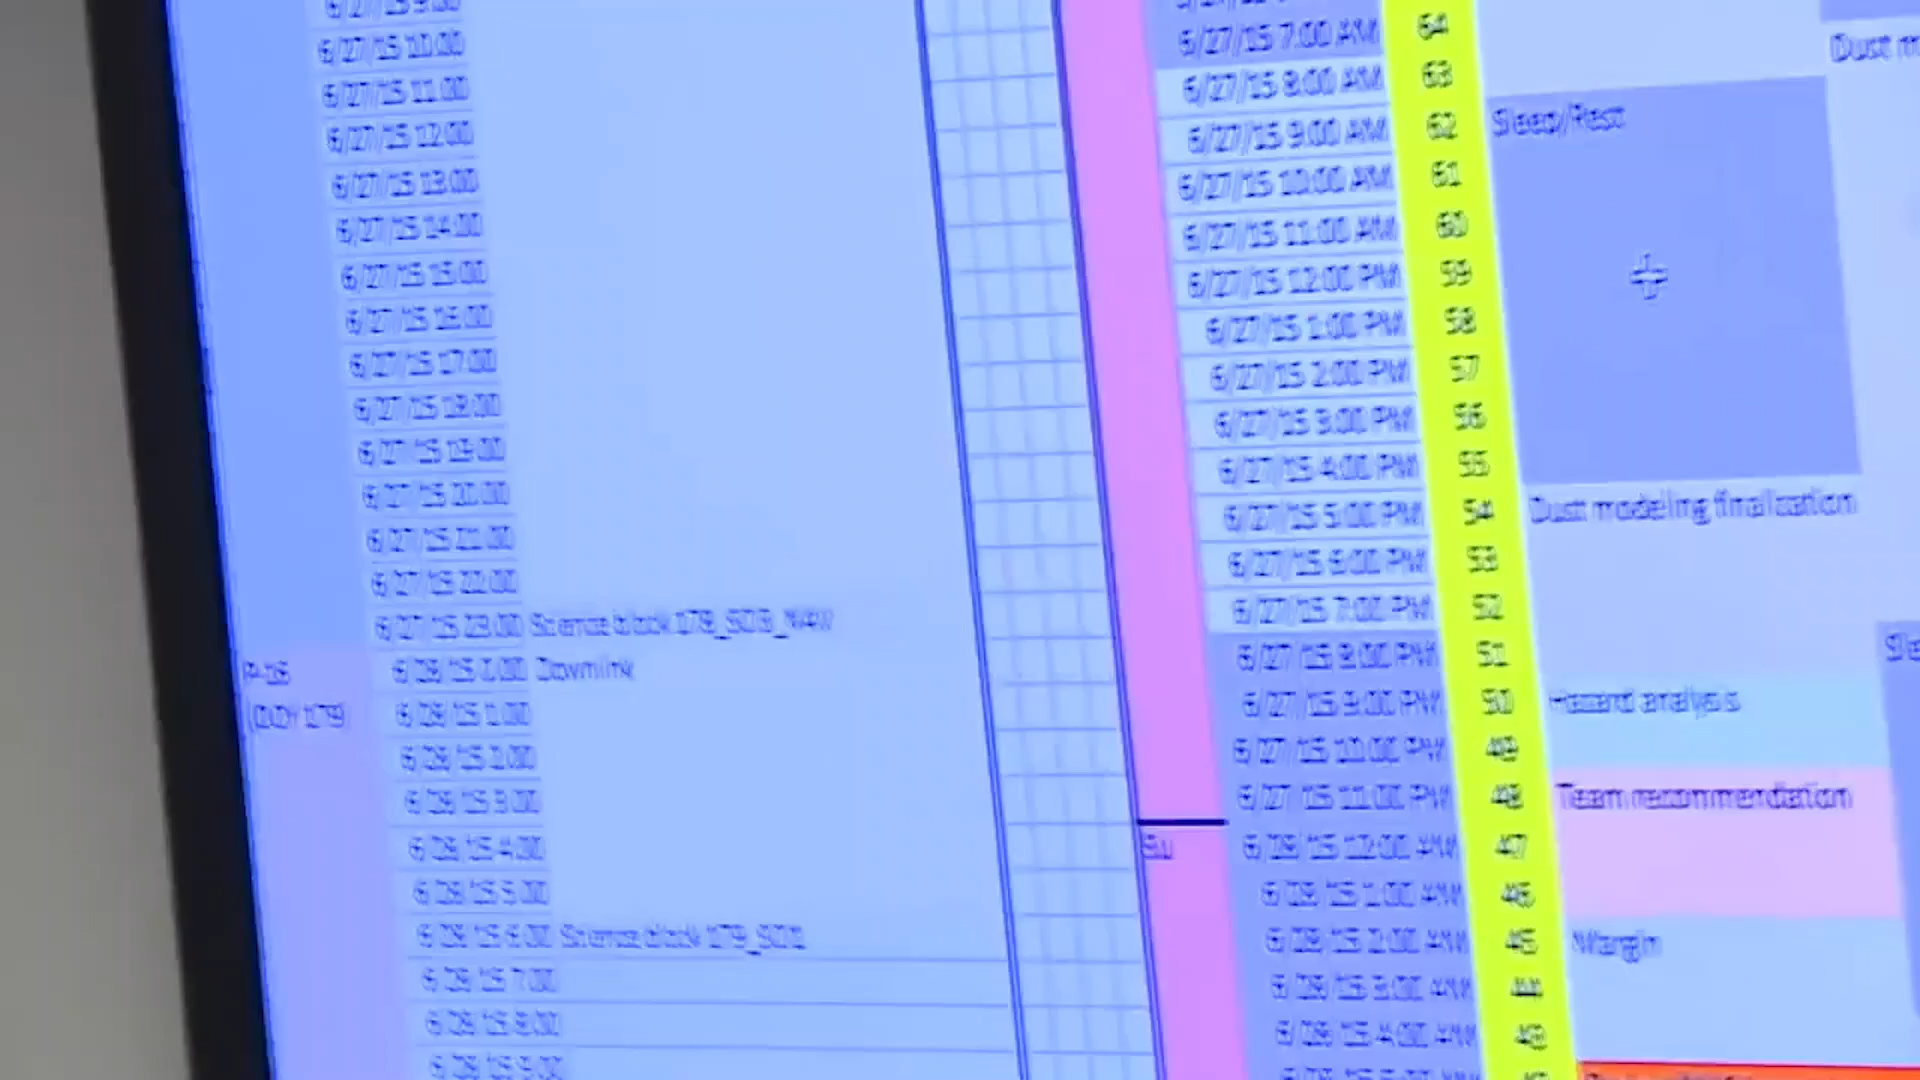 6/27/15 9:00
6/27/15 10:00
6/27/15 11:00
6/27/15 12:00
6/27/15 13:00
6/27/15 14:00
6/27/15 15:00
6/27/15 16:00
6/27/15 17:00
6/27/15 18:00
6/27/15 19:00
6/27/15 20:00
6/27/15 21:00
6/27/15 22:00
6/27/15 23:00 Science block
6/28/15 0:00 Downlink
(DOY 179) 6/28/15 1:00
6/28/15 2:00
6/28/15 3:00
6/28/15 4:00
6/28/15 5:00
6/28/15 6:00 Science block
6/28/15 7:00
6/28/15 8:00
6/28/15 9:00
Su
64
6/27/15 7:00 AM 63
6/27/15 8:00 AM
6/27/15 9:00 AM 62 Sleep/Rest
6/27/15 10:00 AM 61
6/27/15 11:00 AM 60
6/27/15 12:00 PM 59
6/27/15 1:00 PM 58
6/27/15 2:00 PM 57
6/27/15 3:00 PM 56
6/27/15 4:00 PM 55
6/27/15 5:00 PM 54 Dust modeling finalization
6/27/15 6:00 PM 53
6/27/15 7:00 PM 52
6/27/15 8:00 PM 51
6/27/15 9:00 PM 50 Hazard analysis
6/27/15 10:00 PM 49
6/27/15 11:00 PM 48 Team recommendation
6/28/15 12:00 AM 47
6/28/15 1:00 AM 46
6/28/15 2:00 AM 45 Margin
6/28/15 3:00 AM 44
6/28/15 4:00 AM 43
Dust